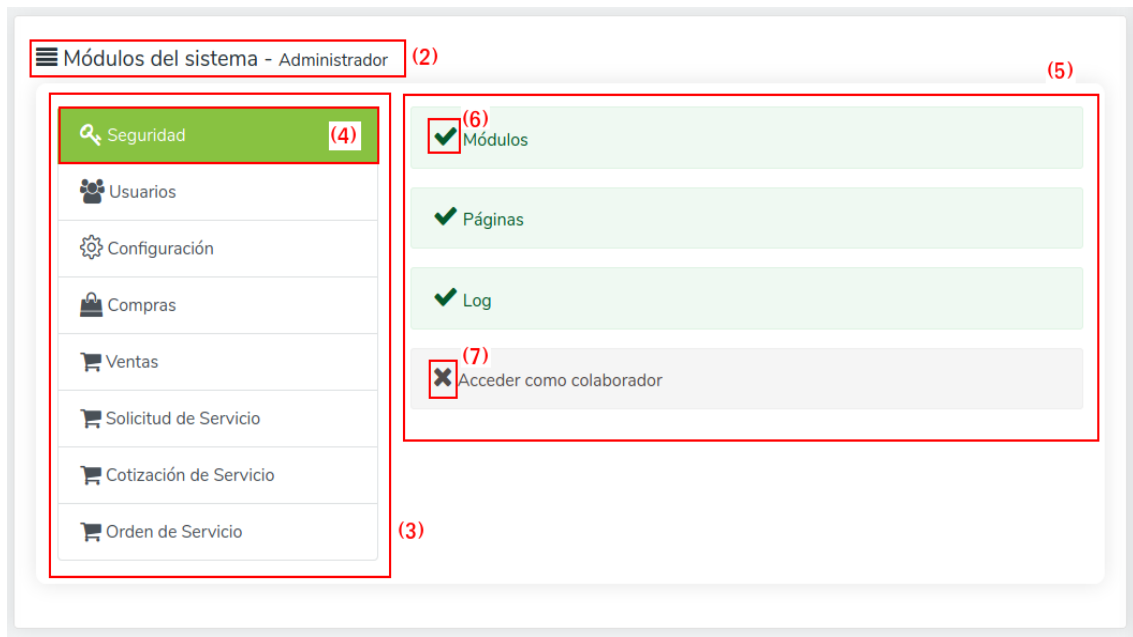 Módulos del sistema - Administrador (2)
(5)
Seguridad (4)
Usuarios
Configuración
Compras
Ventas
Solicitud de Servicio
Cotización de Servicio
Orden de Servicio
(3)
(6)
Módulos
Páginas
Log
(7)
Acceder como colaborador